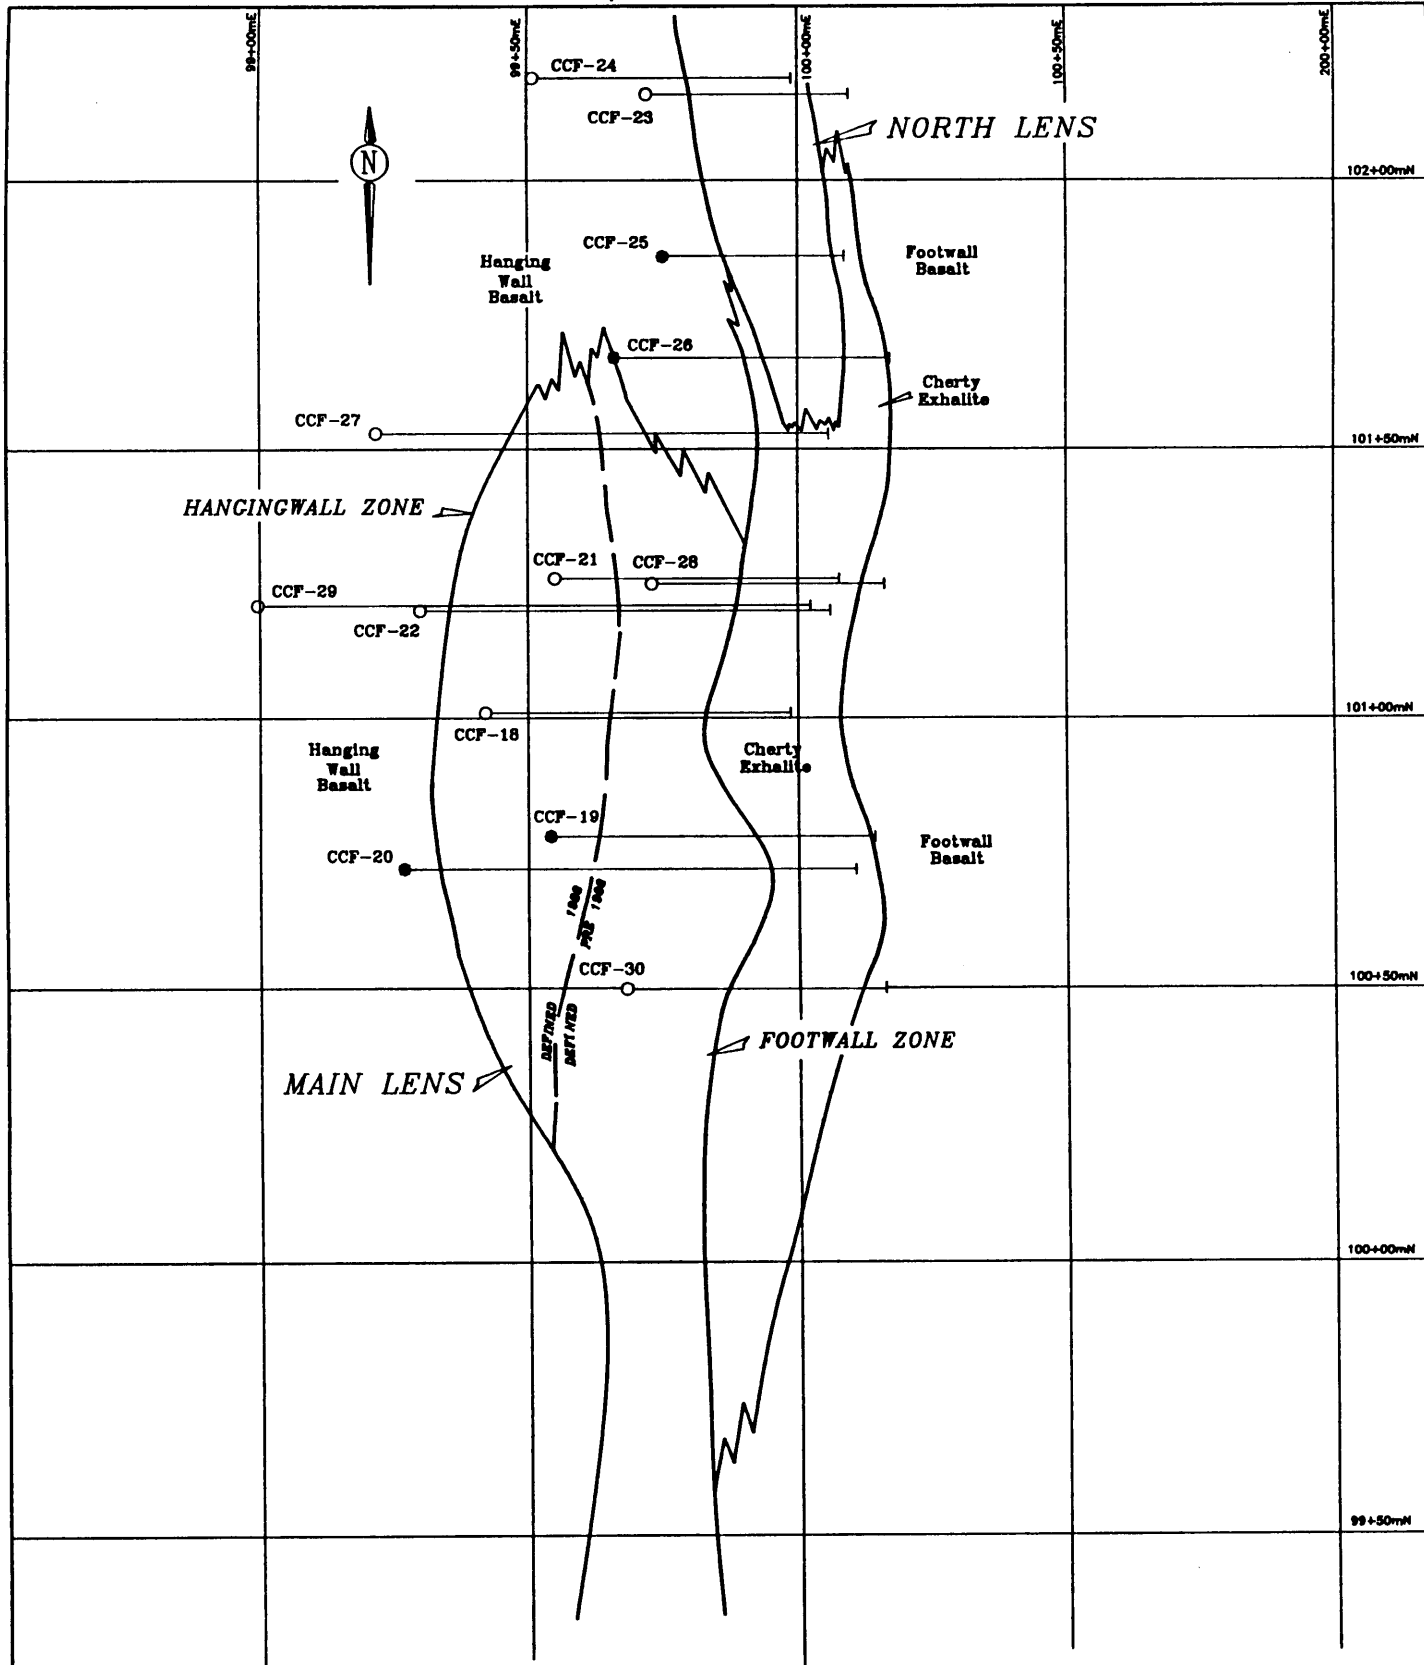 99+00mE
99+50mE
100+00mE
100+50mE
200+00mE
CCF-24
CCF-23
NORTH LENS
N
102+00mN
CCF-25
Hanging
Wall
Basalt
Footwall
Basalt
CCF-26
Cherty
Exhalite
CCF-27
101+50mN
HANGINGWALL ZONE
CCF-21
CCF-28
CCF-29
CCF-22
101+00mN
CCF-18
Hanging
Wall
Basalt
Cherty
Exhalite
CCF-19
Footwall
Basalt
CCF-20
PRE
100+50mN
CCF-30
DEFINED
DEFINED
FOOTWALL ZONE
MAIN LENS
100+00mN
99+50mN